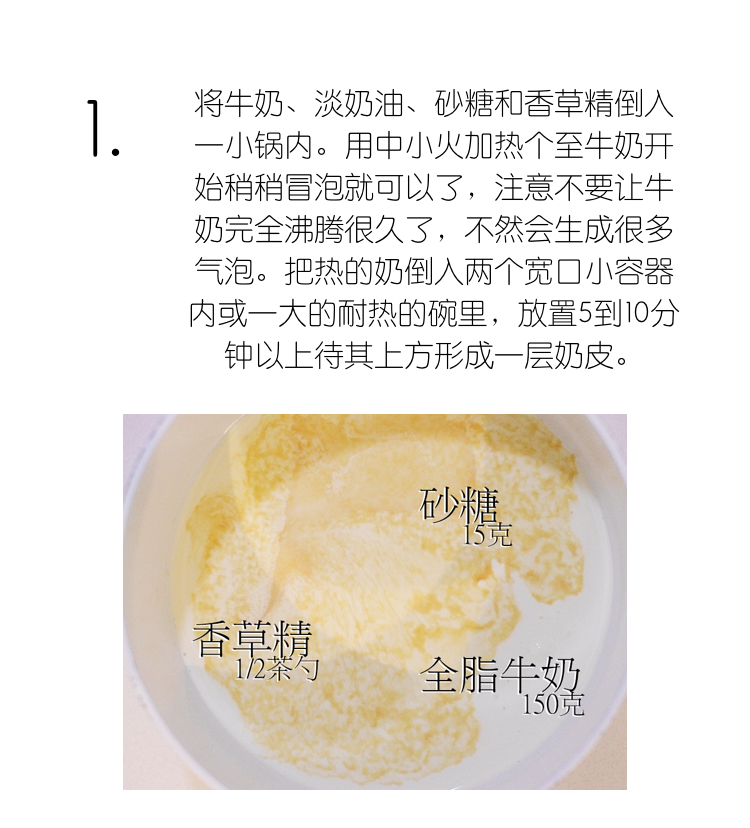 1.
将牛奶、淡奶油、砂糖和香草精倒入
一小锅内。用中小火加热个至牛奶开
始稍稍冒泡就可以了，注意不要让牛
奶完全沸腾很久了，不然会生成很多
气泡。把热的奶倒入两个宽口小容器
内或一大的耐热的碗里，放置5到10分
钟以上待其上方形成一层奶皮。
砂糖
15克
香草精
1/2茶勺
全脂牛奶
150克